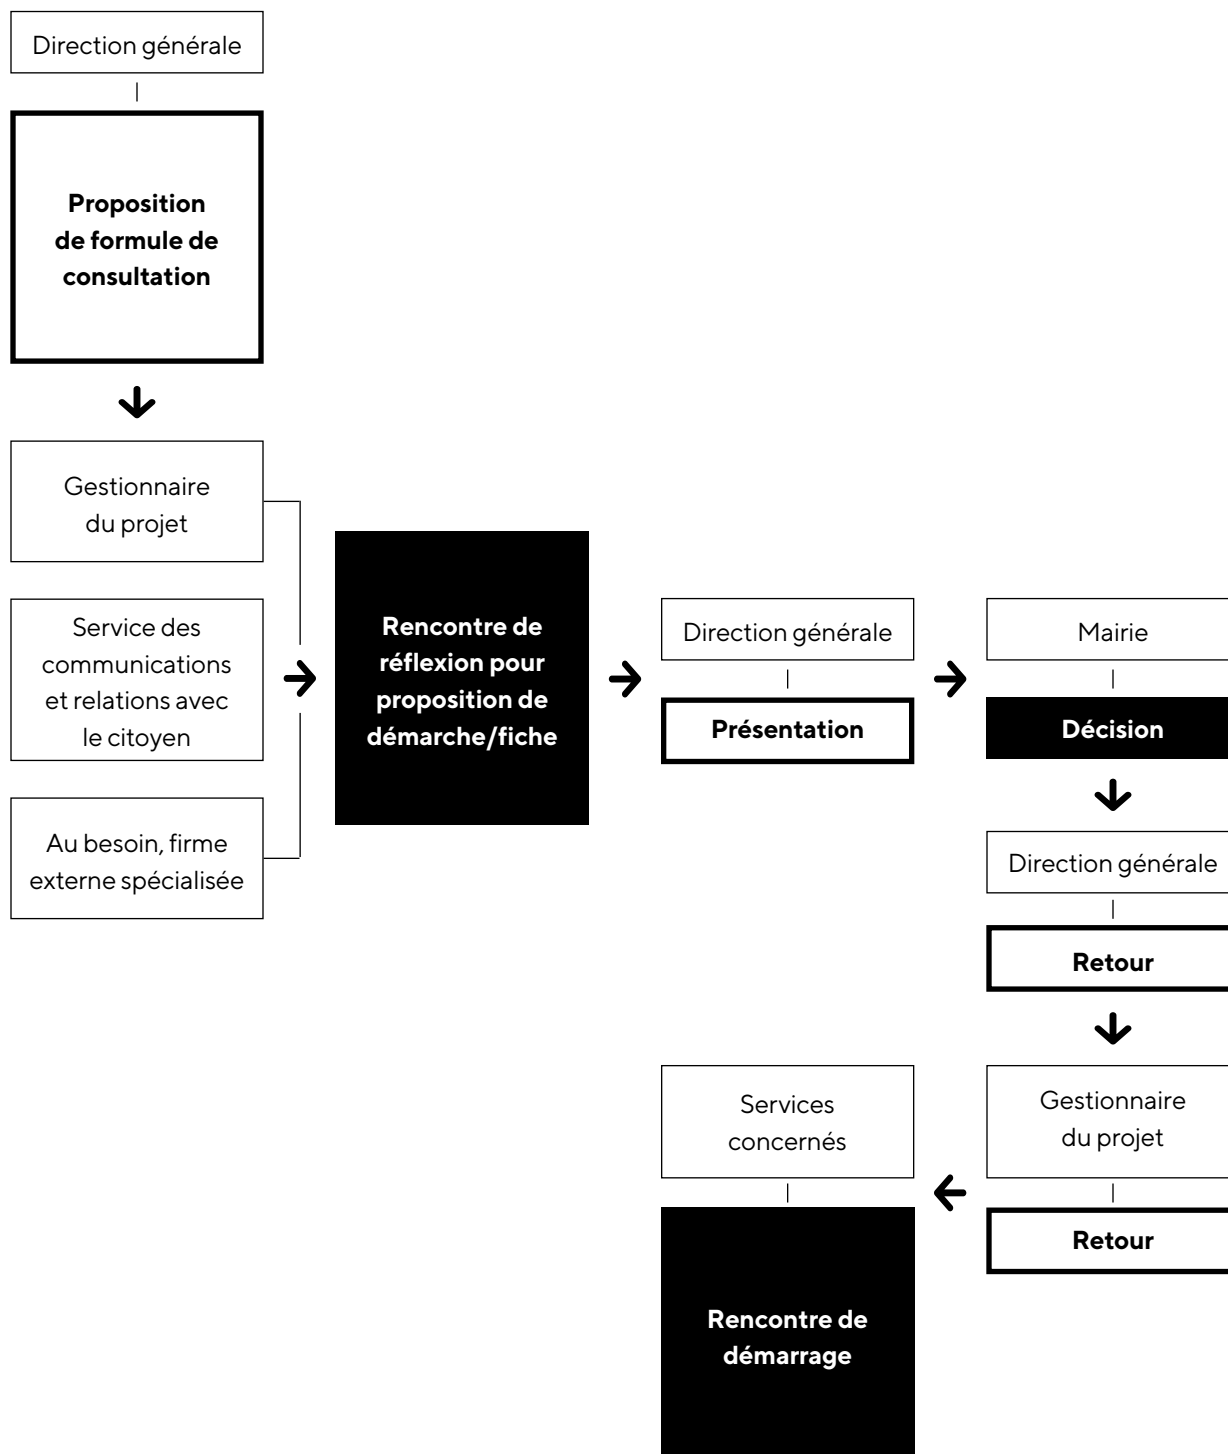 Direction générale
Proposition
de formule de
consultation
Gestionnaire
du projet
Service des
communications
et relations avec
le citoyen
Au besoin, firme
externe spécialisée
Rencontre de
réflexion pour
proposition de
démarche/fiche
Direction générale
Présentation
Mairie
Décision
Direction générale
Retour
Gestionnaire
du projet
Retour
Services
concernés
Rencontre de
démarrage